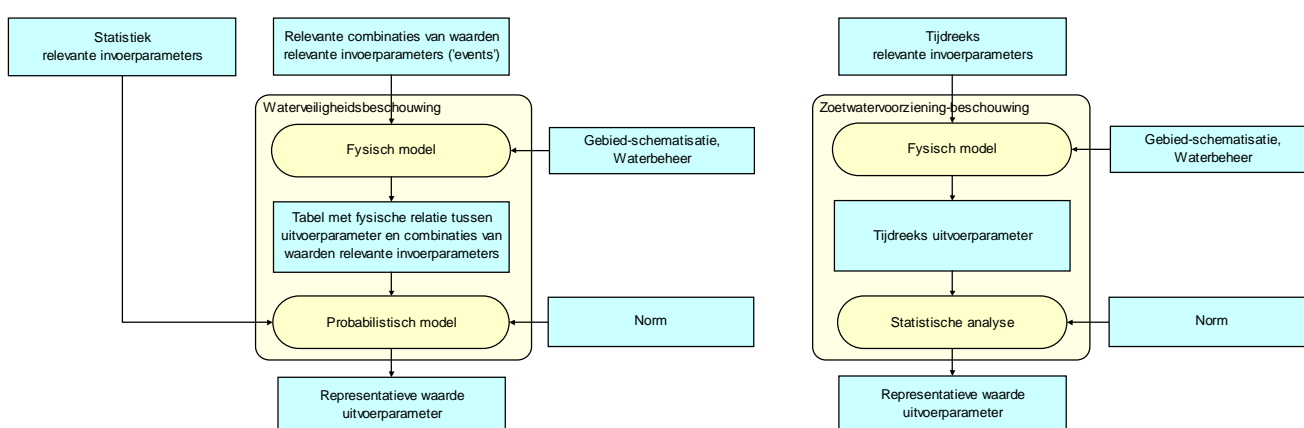 Statistiek
relevante invoerparameters
Relevante combinaties van waarden
relevante invoerparameters ('events')
Waterveiligheidsbeschouwing
Fysisch model
Gebied-schematisatie,
Waterbeheer
Tabel met fysische relatie tussen
uitvoerparameter en combinaties van
waarden relevante invoerparameters
Probabilistisch model
Norm
Representatieve waarde
uitvoerparameter
Tijdreeks
relevante invoerparameters
Zoetwatervoorziening-beschouwing
Fysisch model
Gebied-schematisatie,
Waterbeheer
Tijdreeks uitvoerparameter
Statistische analyse
Norm
Representatieve waarde
uitvoerparameter